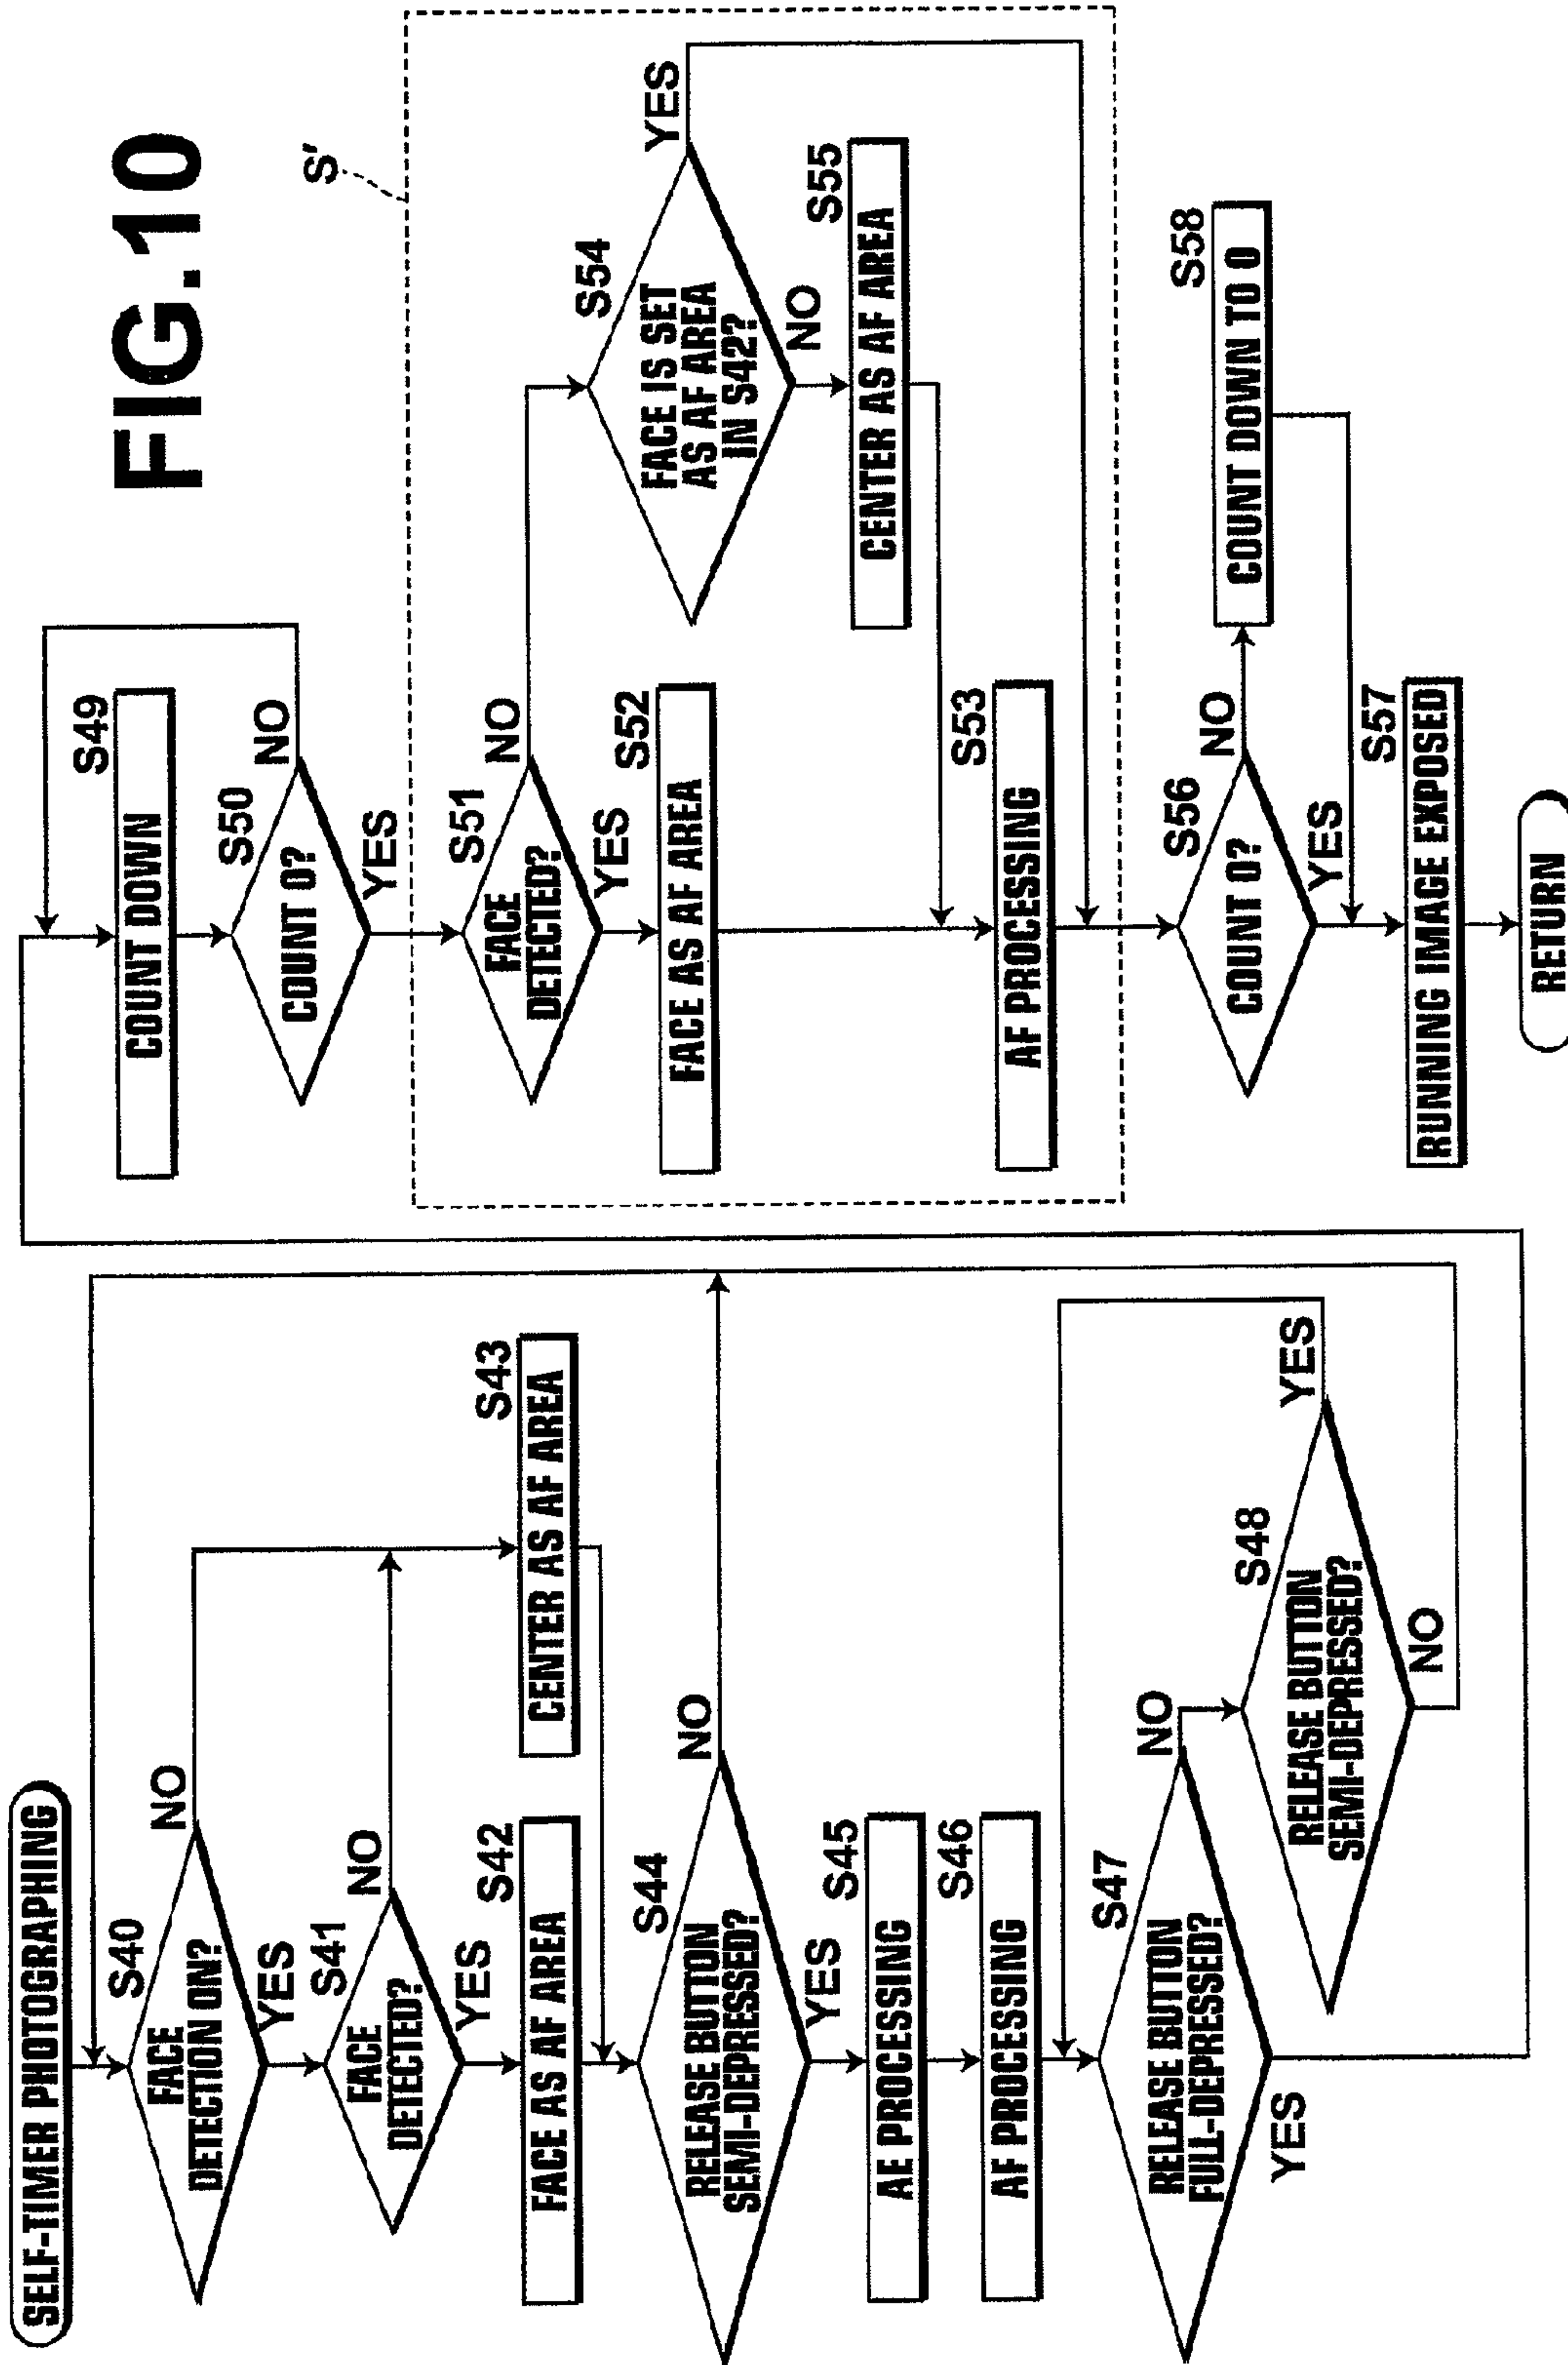 FIG.10
SELF-TIMER PHOTOGRAPHING
S40
FACE
DETECTION ON?
NO
YES
S41
FACE
DETECTED?
NO
YES
S42
FACE AS AF AREA
S43
CENTER AS AF AREA
S44
RELEASE BUTTON
SEMI-DEPRESSED?
NO
YES
S45
AE PROCESSING
S46
AF PROCESSING
S47
RELEASE BUTTON
FULL-DEPRESSED?
NO
YES
S48
RELEASE BUTTON
SEMI-DEPRESSED?
YES
NO
S49
COUNT DOWN
S50
COUNT 0?
NO
YES
S'
S51
FACE
DETECTED?
NO
YES
S52
FACE AS AF AREA
S53
AF PROCESSING
S54
FACE IS SET
AS AF AREA
IN S42?
YES
NO
S55
CENTER AS AF AREA
S56
COUNT 0?
NO
YES
S58
COUNT DOWN TO 0
S57
RUNNING IMAGE EXPOSED
RETURN